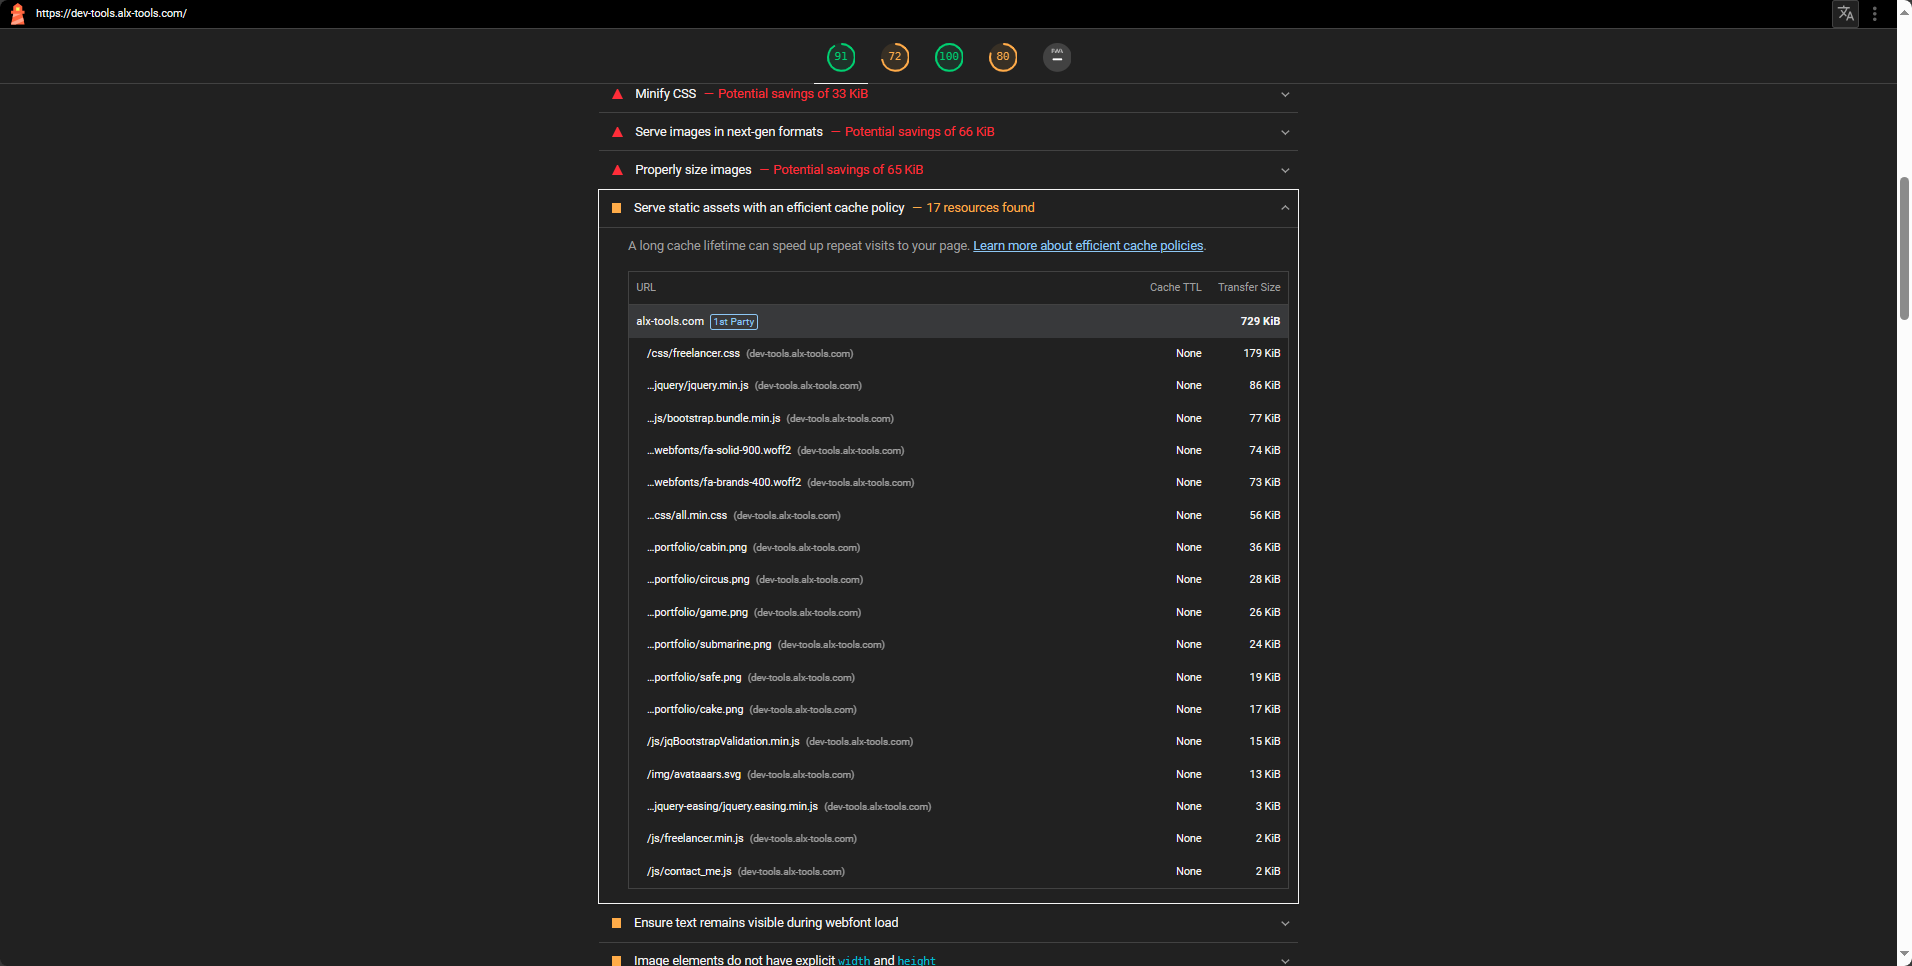 https://dev-tools.alx-tools.com/
91 72 100 80 PWA
Minify CSS — Potential savings of 33 KiB
Serve images in next-gen formats — Potential savings of 66 KiB
Properly size images — Potential savings of 65 KiB
Serve static assets with an efficient cache policy — 17 resources found
A long cache lifetime can speed up repeat visits to your page. Learn more about efficient cache policies.
URL Cache TTL Transfer Size
alx-tools.com 1st Party 729 KiB
/css/freelancer.css (dev-tools.alx-tools.com) None 179 KiB
…jquery/jquery.min.js (dev-tools.alx-tools.com) None 86 KiB
…js/bootstrap.bundle.min.js (dev-tools.alx-tools.com) None 77 KiB
…webfonts/fa-solid-900.woff2 (dev-tools.alx-tools.com) None 74 KiB
…webfonts/fa-brands-400.woff2 (dev-tools.alx-tools.com) None 73 KiB
…css/all.min.css (dev-tools.alx-tools.com) None 56 KiB
…portfolio/cabin.png (dev-tools.alx-tools.com) None 36 KiB
…portfolio/circus.png (dev-tools.alx-tools.com) None 28 KiB
…portfolio/game.png (dev-tools.alx-tools.com) None 26 KiB
…portfolio/submarine.png (dev-tools.alx-tools.com) None 24 KiB
…portfolio/safe.png (dev-tools.alx-tools.com) None 19 KiB
…portfolio/cake.png (dev-tools.alx-tools.com) None 17 KiB
/js/jqBootstrapValidation.min.js (dev-tools.alx-tools.com) None 15 KiB
/img/avataaars.svg (dev-tools.alx-tools.com) None 13 KiB
…jquery-easing/jquery.easing.min.js (dev-tools.alx-tools.com) None 3 KiB
/js/freelancer.min.js (dev-tools.alx-tools.com) None 2 KiB
/js/contact_me.js (dev-tools.alx-tools.com) None 2 KiB
Ensure text remains visible during webfont load
Image elements do not have explicit width and height